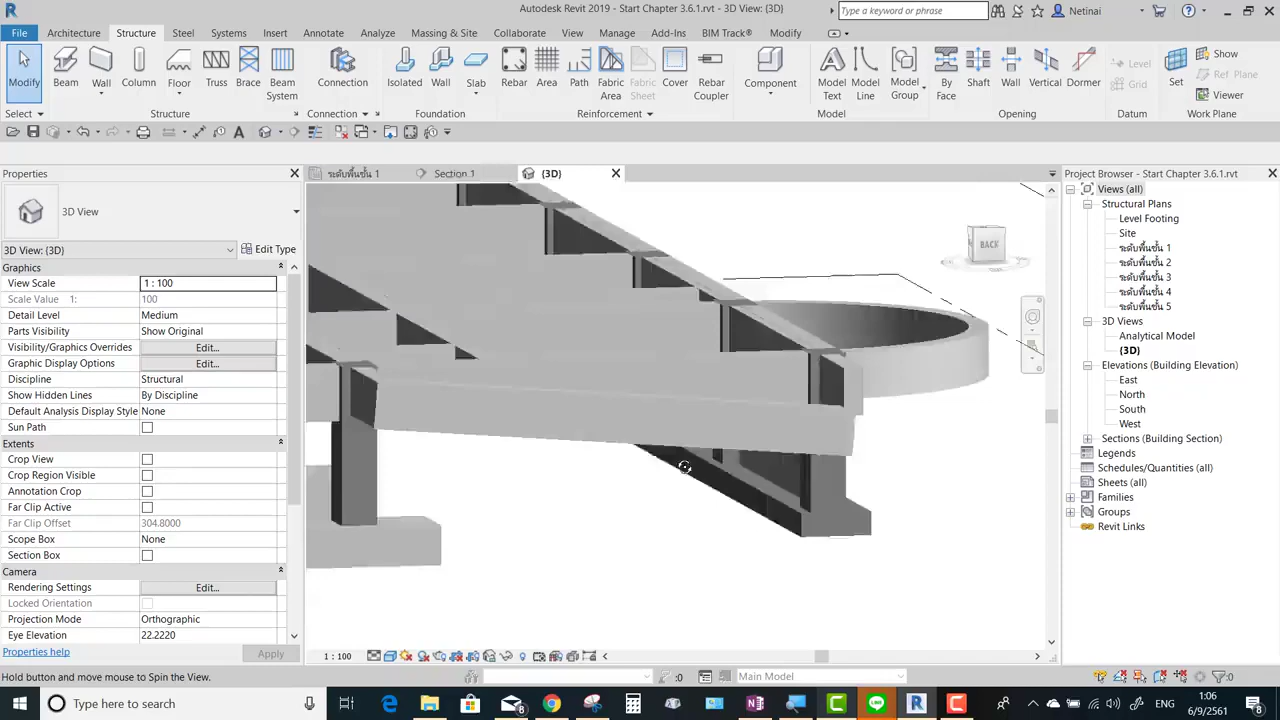 Autodesk Revit 2019 - Start Chapter 3.6.1.rvt - 3D View: {3D}
Type a keyword or phrase
Netinai
File Architecture Structure Steel Systems Insert Annotate Analyze Massing & Site Collaborate View Manage Add-Ins BIM Track® Modify
Modify Beam Wall Column Floor Truss Brace Beam System Connection Isolated Wall Slab Rebar Area Path Fabric Area Fabric Sheet Cover Rebar Coupler Component Model Text Model Line Model Group By Face Shaft Wall Vertical Dormer Level Grid Set Show Ref Plane Viewer
Select Structure Connection Foundation Reinforcement Model Opening Datum Work Plane
Properties
3D View
3D View: {3D} Edit Type
Graphics
View Scale 1 : 100
Scale Value 1: 100
Detail Level Medium
Parts Visibility Show Original
Visibility/Graphics Overrides Edit...
Graphic Display Options Edit...
Discipline Structural
Show Hidden Lines By Discipline
Default Analysis Display Style None
Sun Path
Extents
Crop View
Crop Region Visible
Annotation Crop
Far Clip Active
Far Clip Offset 304.8000
Scope Box None
Section Box
Camera
Rendering Settings Edit...
Locked Orientation
Projection Mode Orthographic
Eye Elevation 22.2220
Properties help Apply
ระดับพื้นชั้น 1 Section 1 {3D}
BACK
Project Browser - Start Chapter 3.6.1.rvt
Views (all)
Structural Plans
Level Footing
Site
ระดับพื้นชั้น 1
ระดับพื้นชั้น 2
ระดับพื้นชั้น 3
ระดับพื้นชั้น 4
ระดับพื้นชั้น 5
3D Views
Analytical Model
{3D}
Elevations (Building Elevation)
East
North
South
West
Sections (Building Section)
Legends
Schedules/Quantities (all)
Sheets (all)
Families
Groups
Revit Links
1 : 100
Hold button and move mouse to Spin the View.
:0 Main Model :0
Type here to search
1:06
6/9/2561